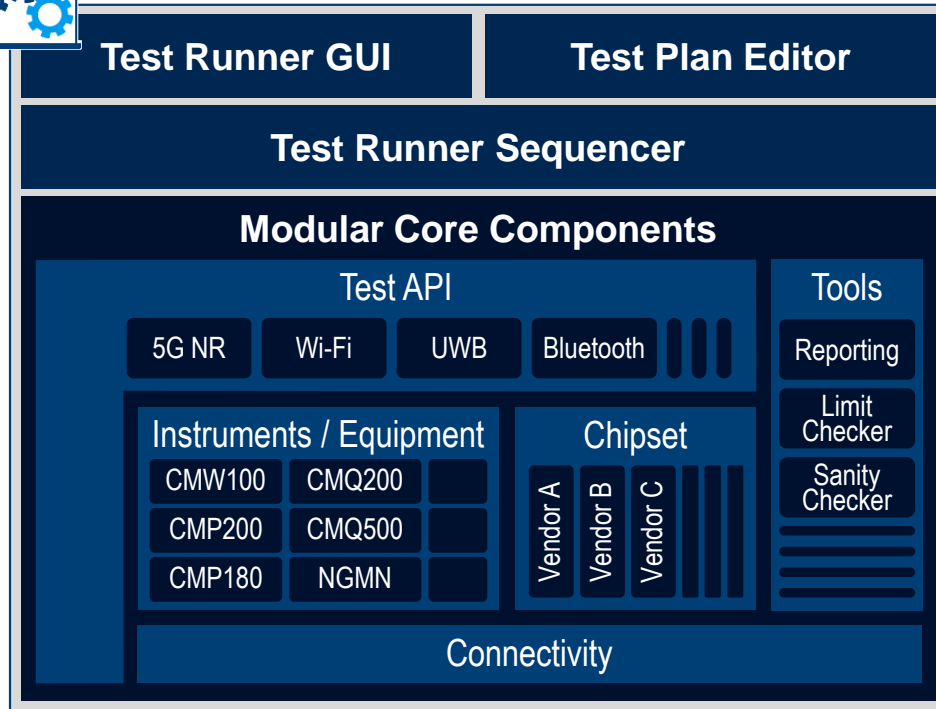 Test Runner GUI
Test Plan Editor
Test Runner Sequencer
Modular Core Components
Test API
5G NR
Wi-Fi
UWB
Bluetooth
Tools
Reporting
Limit
Checker
Sanity
Checker
Instruments / Equipment
CMW100
CMQ200
CMP200
CMQ500
CMP180
NGMN
Chipset
Vendor A
Vendor B
Vendor C
Connectivity